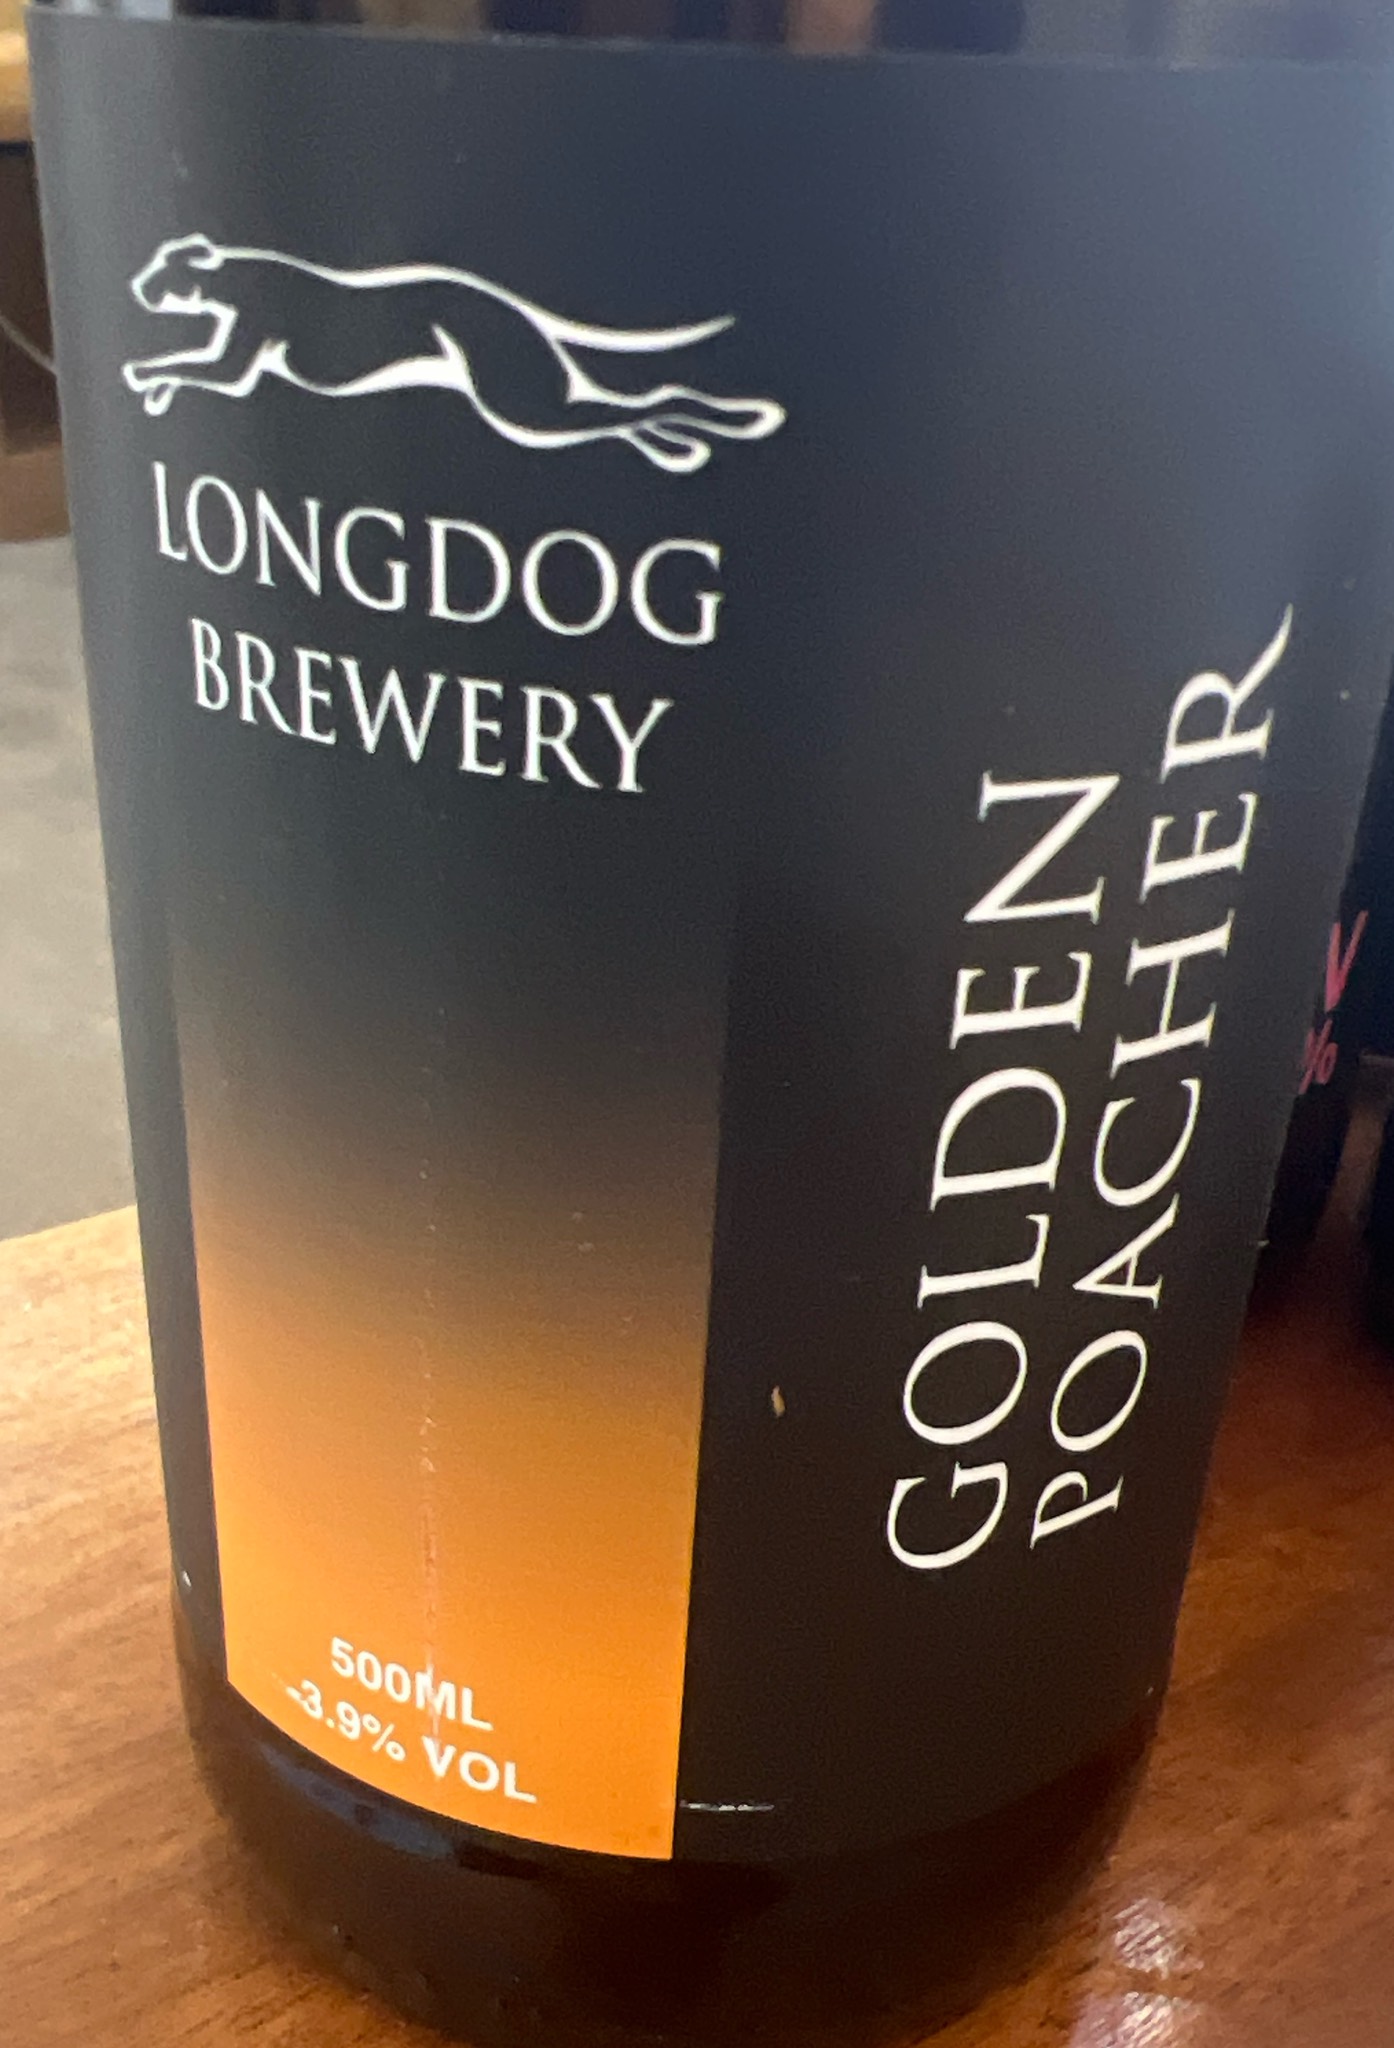 LONGDOG
BREWERY
GOLDEN
POACHER
500ML
-3.9% VOL
V
%